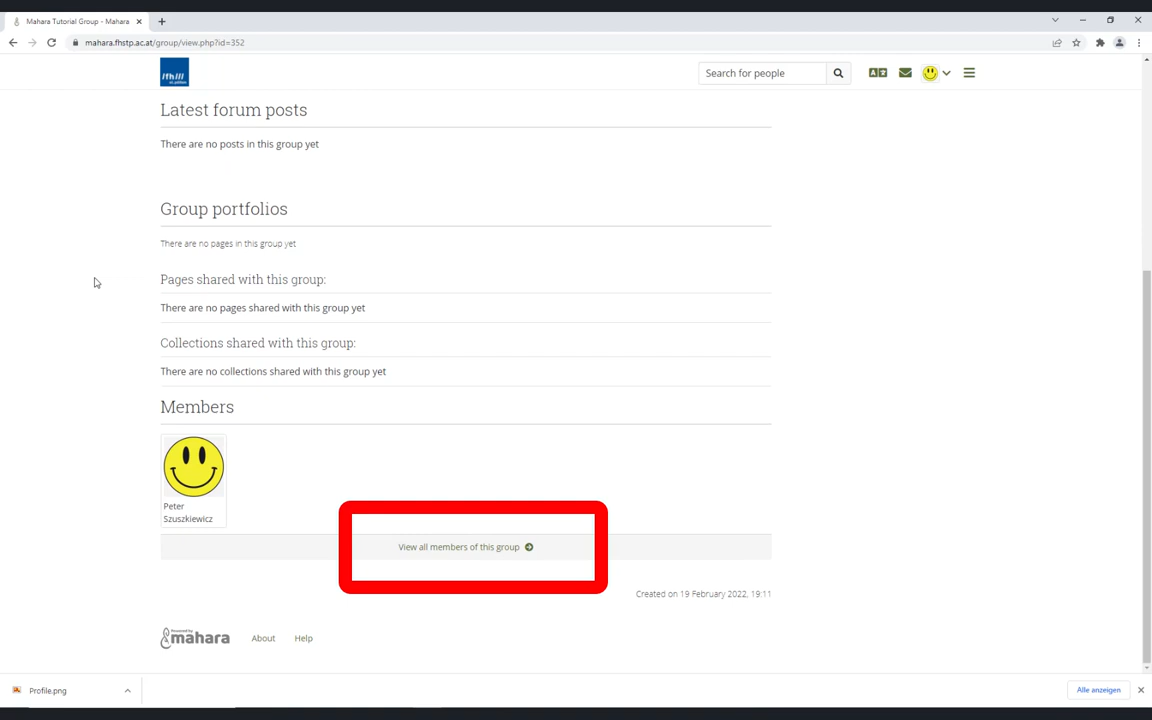 Mahara Tutorial Group - Mahara
mahara.fhstp.ac.at/group/view.php?id=352
Search for people
Latest forum posts
There are no posts in this group yet
Group portfolios
There are no pages in this group yet
Pages shared with this group:
There are no pages shared with this group yet
Collections shared with this group:
There are no collections shared with this group yet
Members
Peter
Szuszkiewicz
View all members of this group
Created on 19 February 2022, 19:11
Powered by
mahara
About
Help
Profile.png
Alle anzeigen